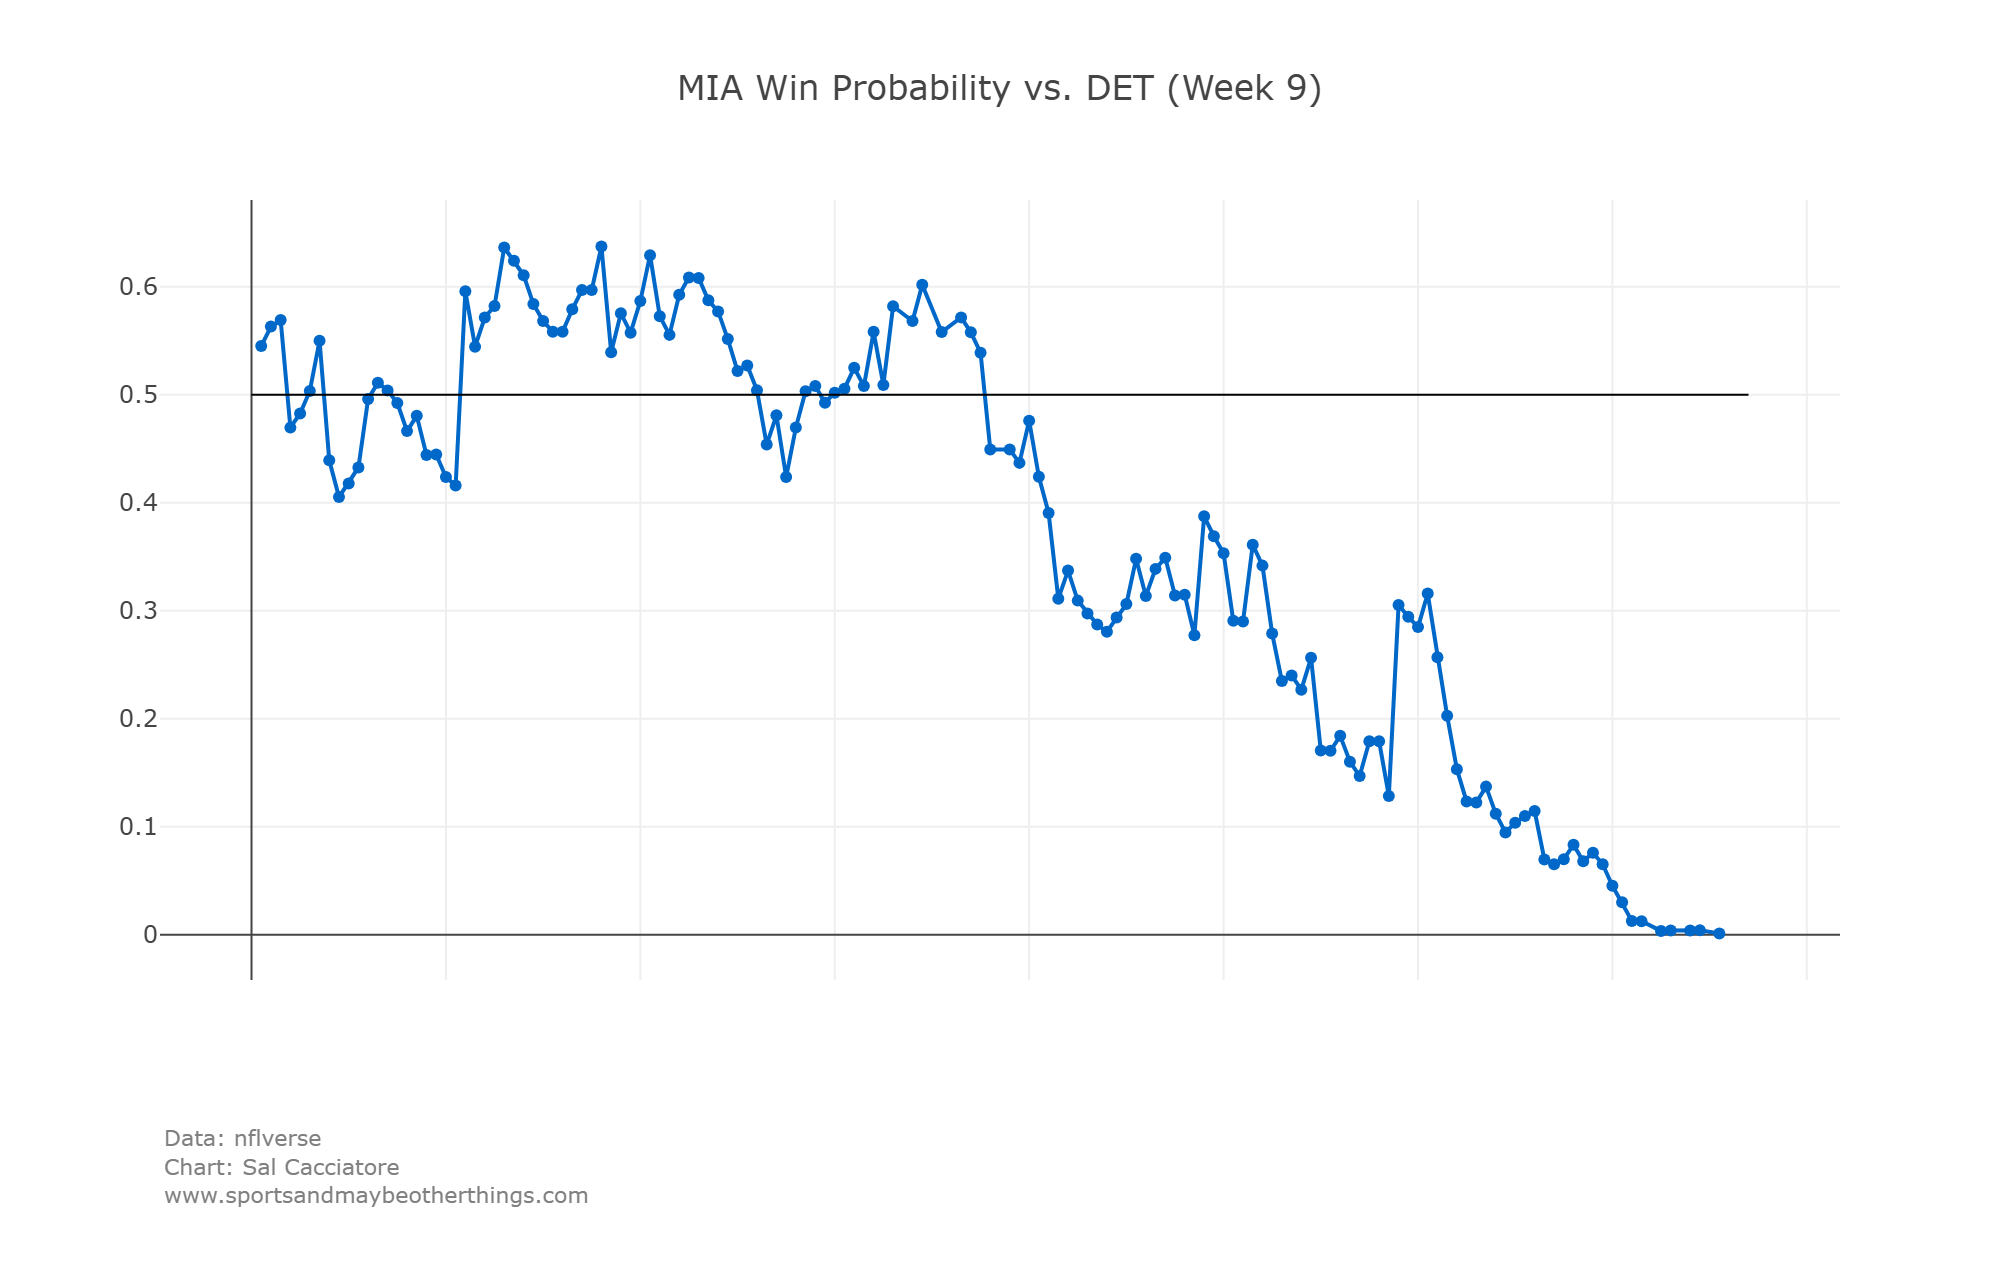 MIA Win Probability vs. DET (Week 9)
0.6
0.5
0.4
0.3
0.2
0.1
0
Data: nflverse
Chart: Sal Cacciatore
www.sportsandmaybeotherthings.com